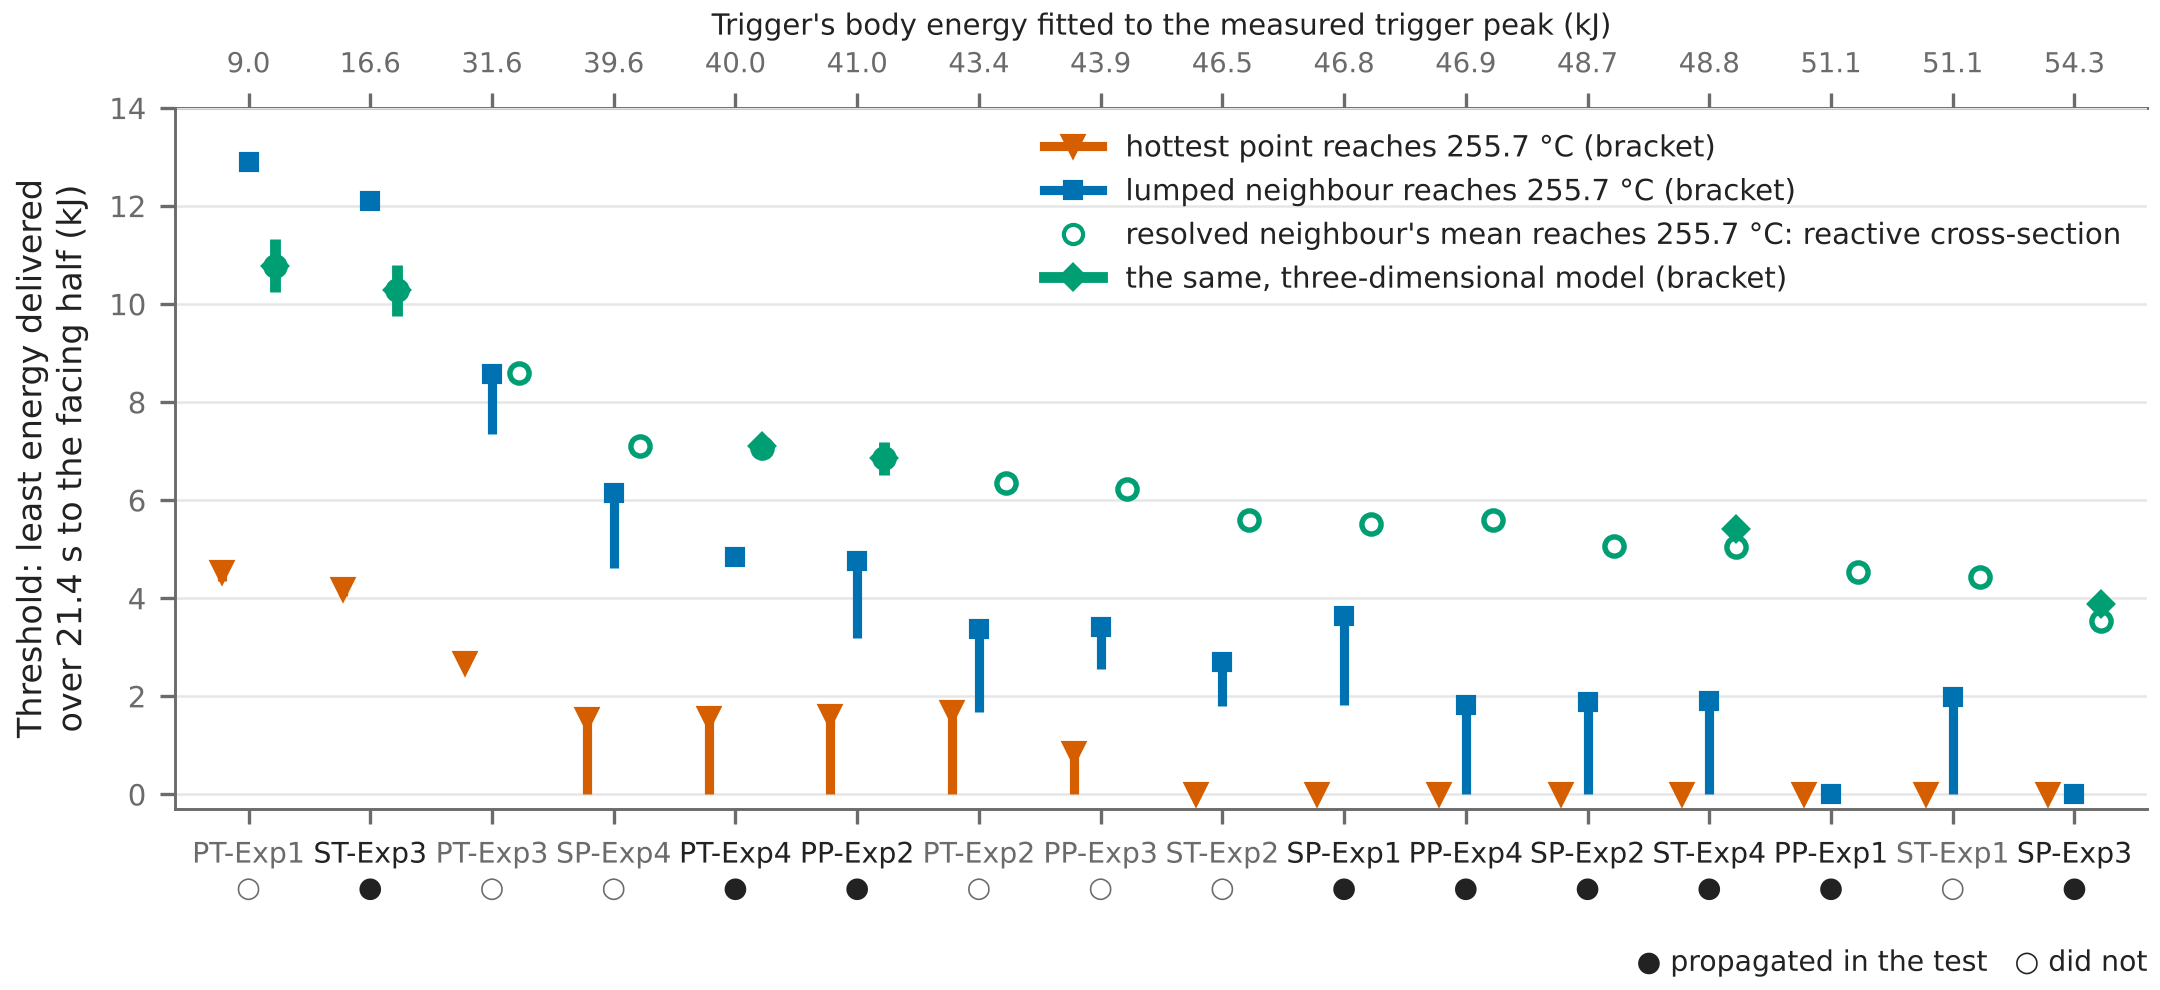 Trigger's body energy fitted to the measured trigger peak (kJ)
9.0 16.6 31.6 39.6 40.0 41.0 43.4 43.9 46.5 46.8 46.9 48.7 48.8 51.1 51.1 54.3
Threshold: least energy delivered
over 21.4 s to the facing half (kJ)
14
12
10
8
6
4
2
0
hottest point reaches 255.7 °C (bracket)
lumped neighbour reaches 255.7 °C (bracket)
resolved neighbour's mean reaches 255.7 °C: reactive cross-section
the same, three-dimensional model (bracket)
PT-Exp1 ST-Exp3 PT-Exp3 SP-Exp4 PT-Exp4 PP-Exp2 PT-Exp2 PP-Exp3 ST-Exp2 SP-Exp1 PP-Exp4 SP-Exp2 ST-Exp4 PP-Exp1 ST-Exp1 SP-Exp3
propagated in the test did not